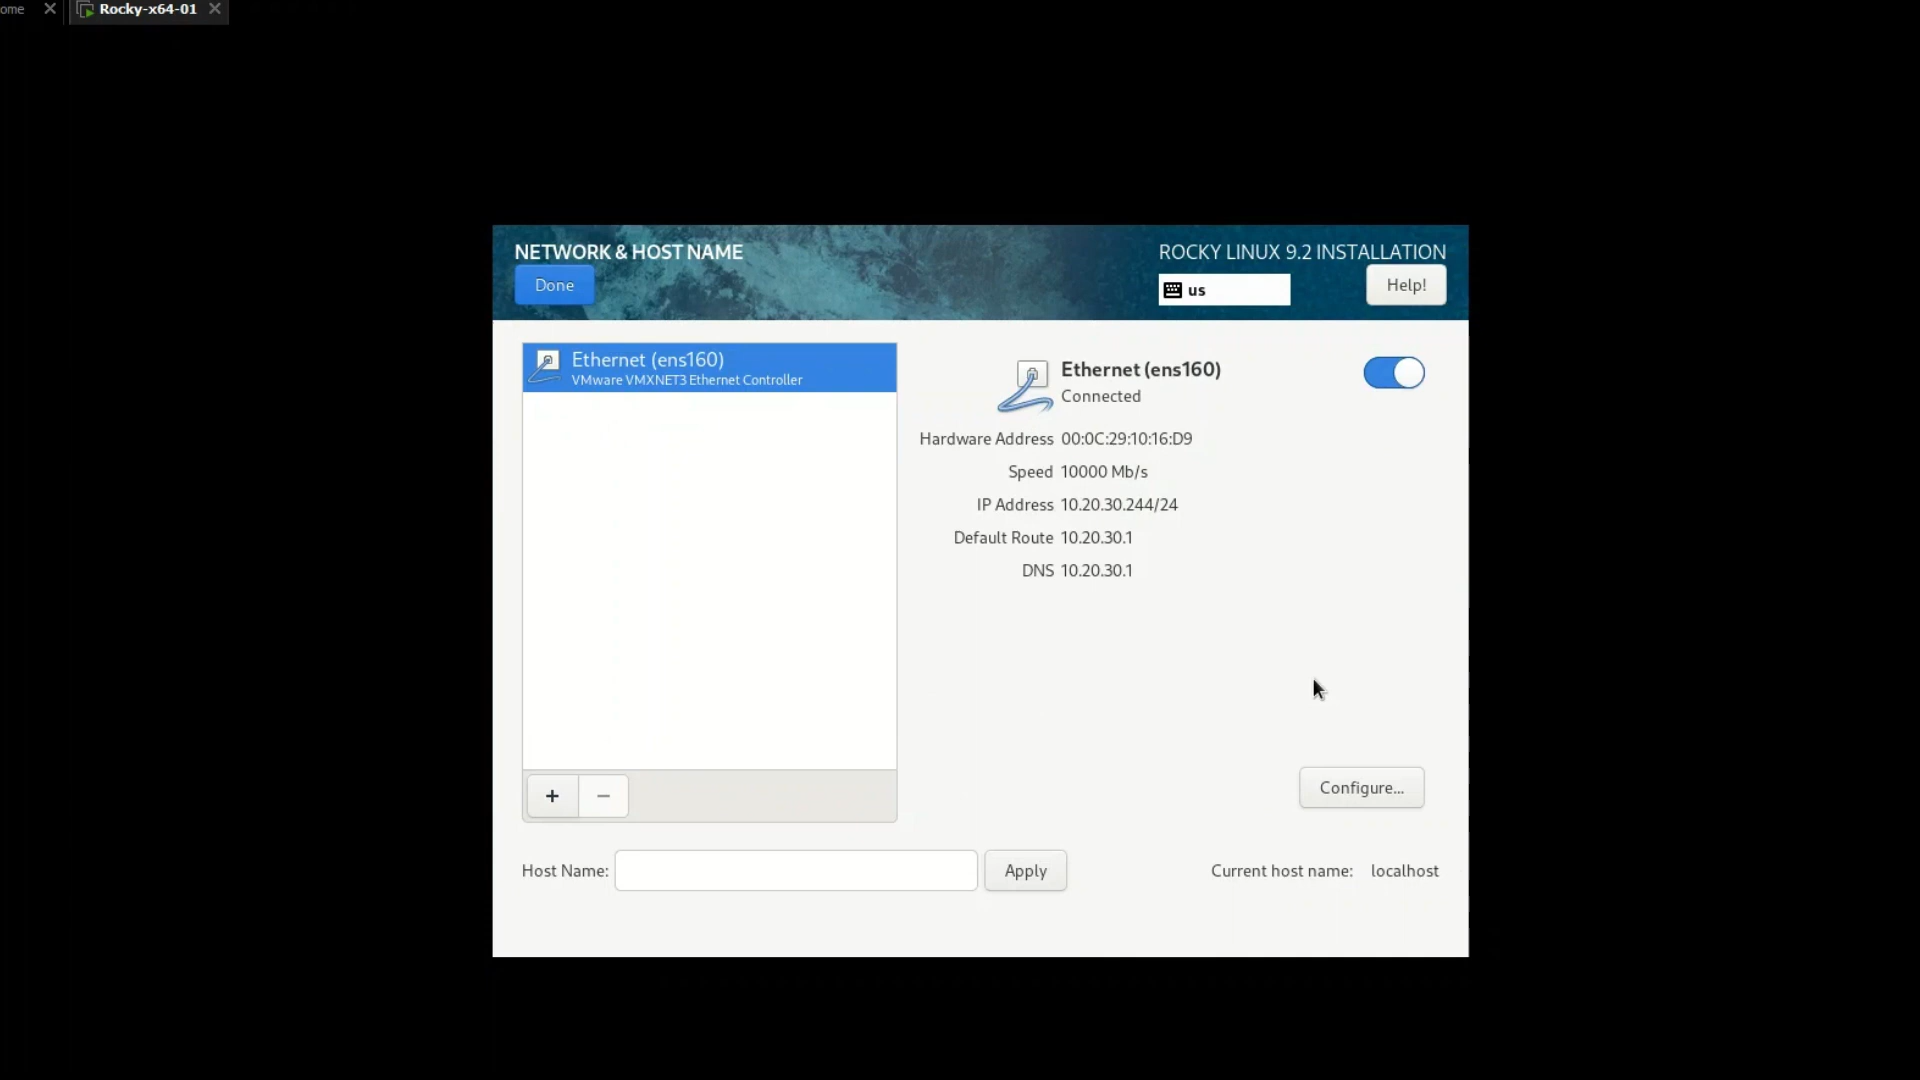 ome
Rocky-x64-01
NETWORK & HOST NAME
ROCKY LINUX 9.2 INSTALLATION
Done
us
Help!
Ethernet (ens160)
VMware VMXNET3 Ethernet Controller
Ethernet (ens160)
Connected
Hardware Address 00:0C:29:10:16:D9
Speed 10000 Mb/s
IP Address 10.20.30.244/24
Default Route 10.20.30.1
DNS 10.20.30.1
+ −
Configure...
Host Name:
Apply
Current host name: localhost